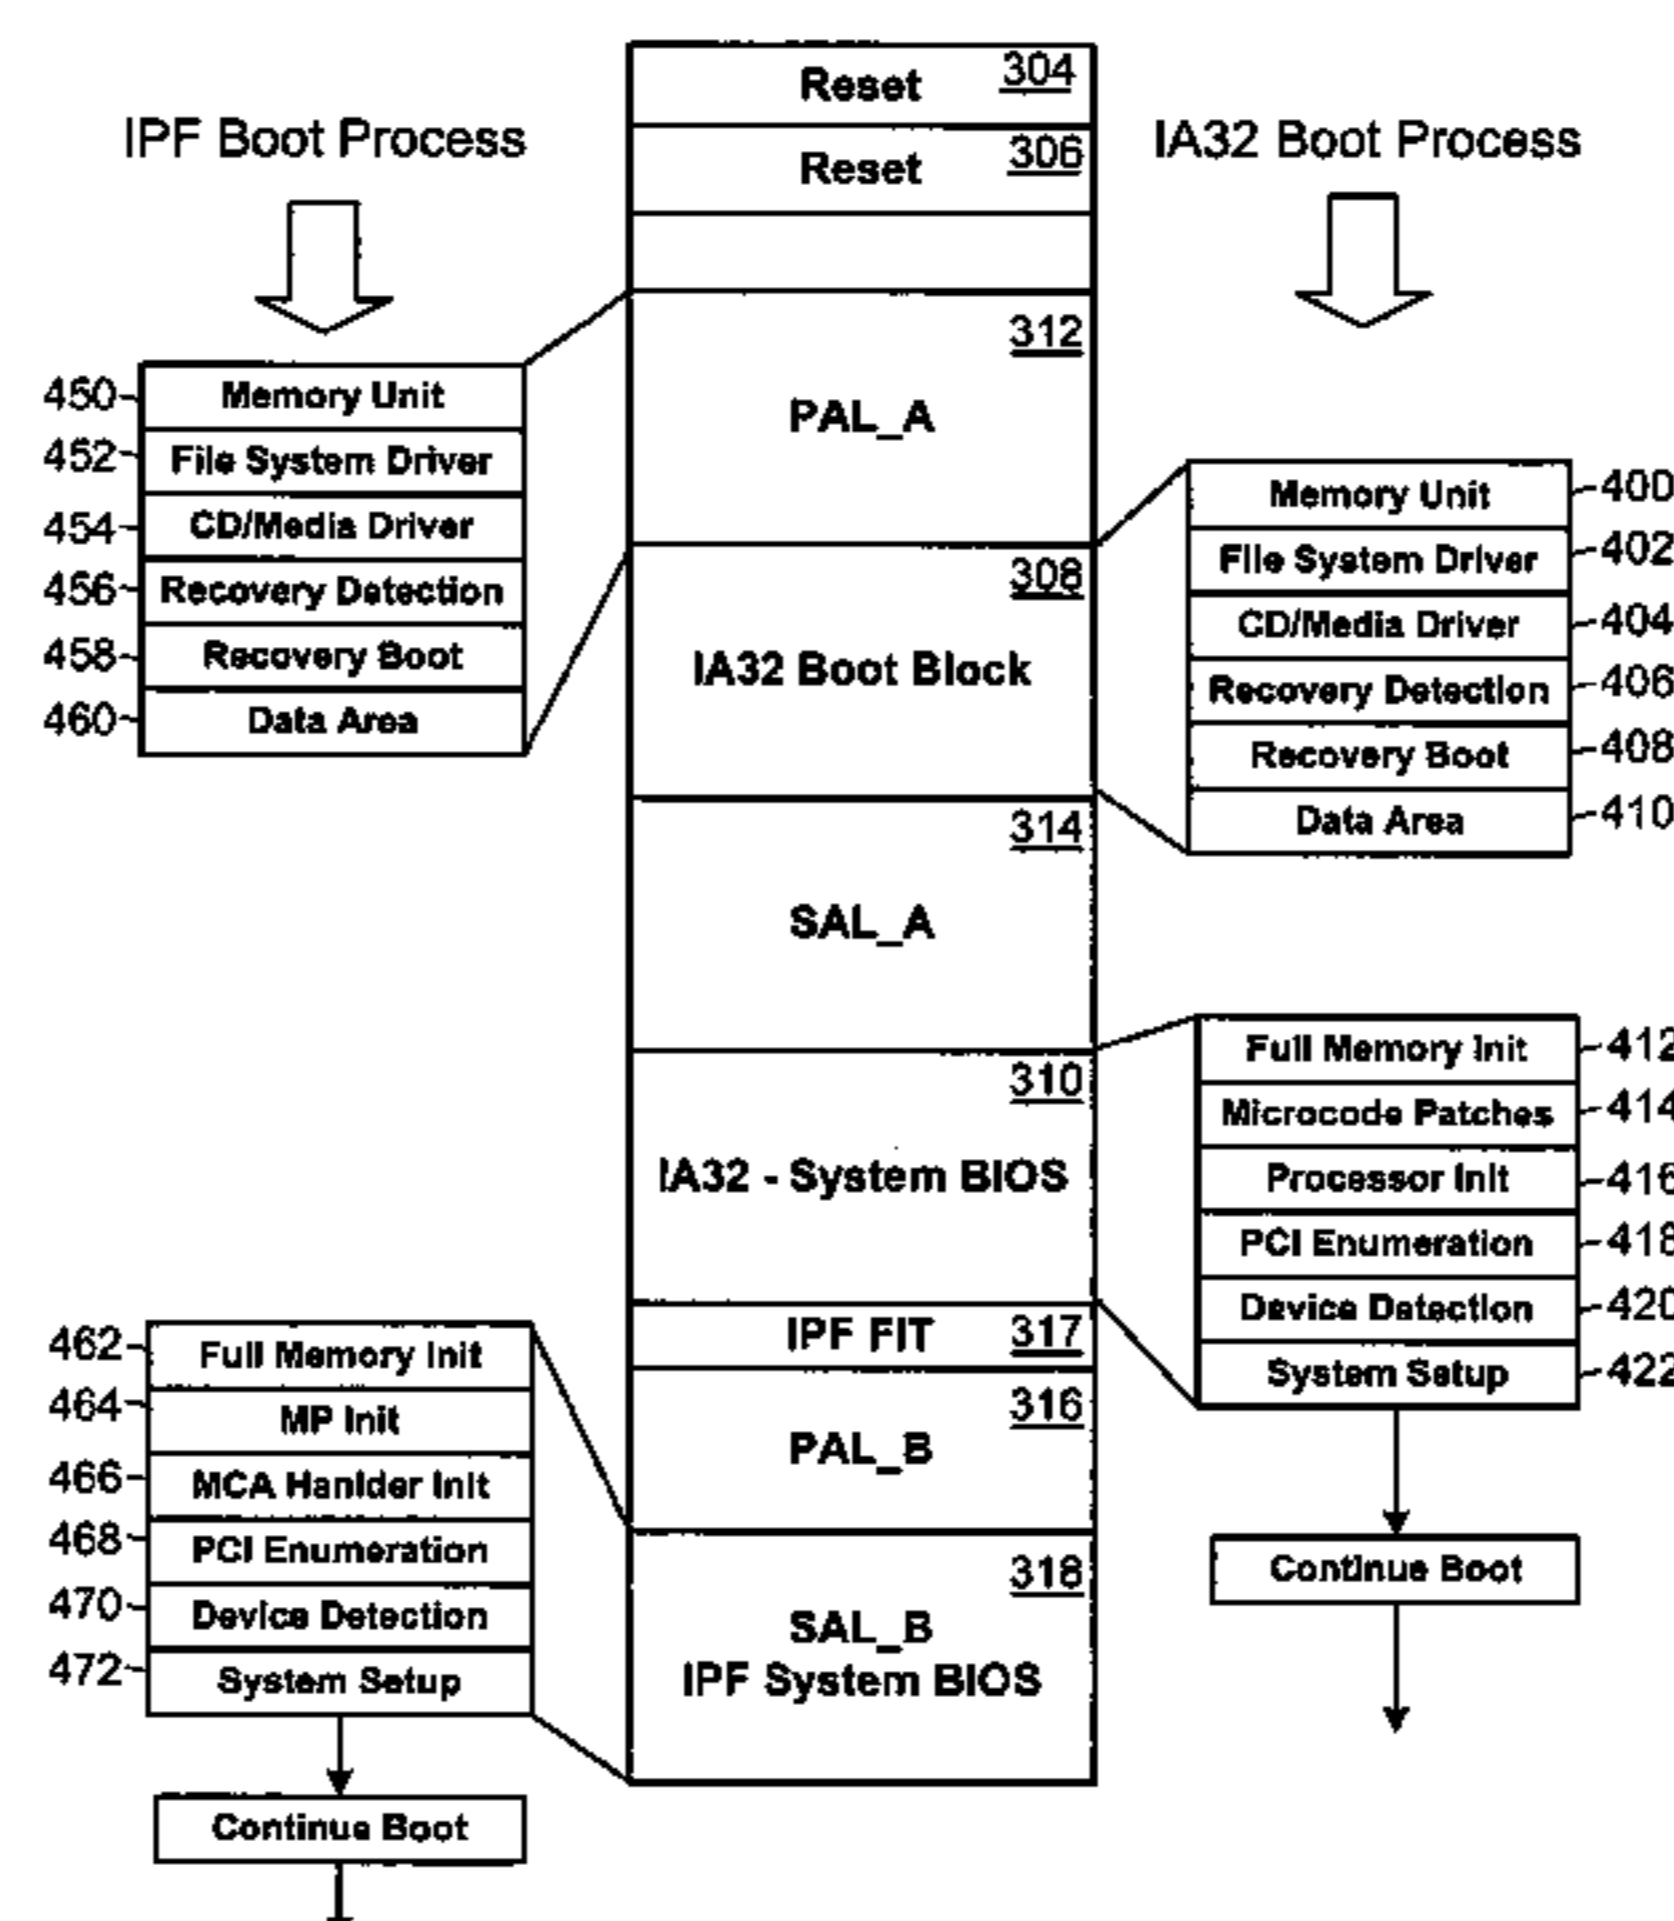 IPF Boot Process
450
Memory Unit
452
File System Driver
454
CD/Media Driver
456
Recovery Detection
458
Recovery Boot
460
Data Area
462
Full Memory Init
464
MP Init
466
MCA Hanlder Init
468
PCI Enumeration
470
Device Detection
472
System Setup
Continue Boot
Reset 304
Reset 306
312
PAL_A
308
IA32 Boot Block
314
SAL_A
310
IA32 - System BIOS
IPF FIT 317
316
PAL_B
318
SAL_B
IPF System BIOS
IA32 Boot Process
Memory Unit 400
File System Driver 402
CD/Media Driver 404
Recovery Detection 406
Recovery Boot 408
Data Area 410
Full Memory Init 412
Microcode Patches 414
Processor Init 416
PCI Enumeration 418
Device Detection 420
System Setup 422
Continue Boot